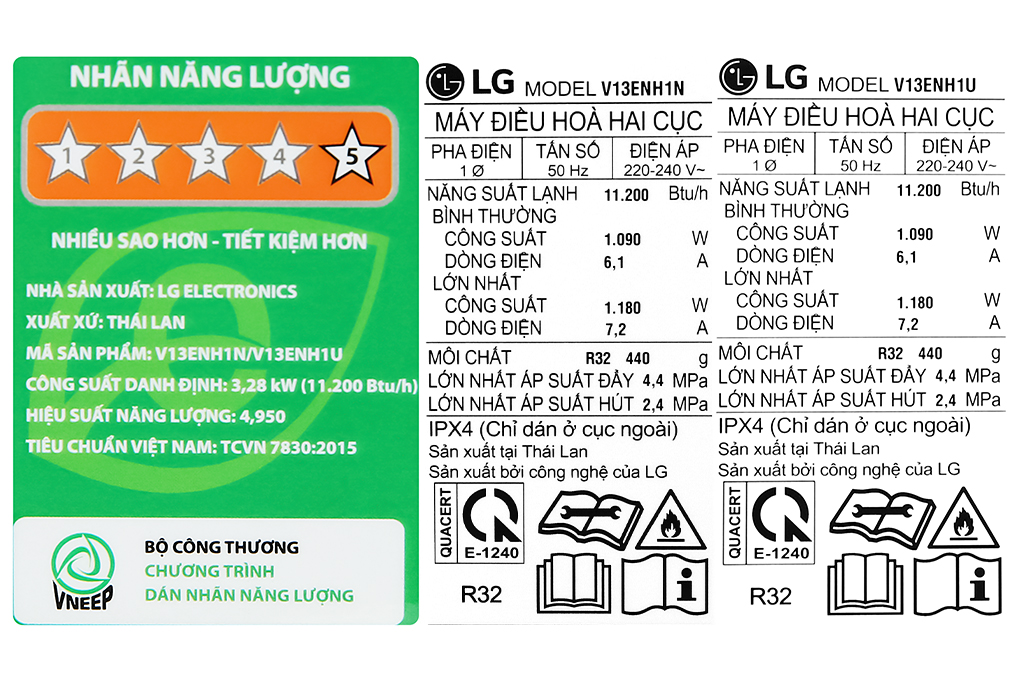 NHÃN NĂNG LƯỢNG
1 2 3 4 5
NHIỀU SAO HƠN - TIẾT KIỆM HƠN
NHÀ SẢN XUẤT: LG ELECTRONICS
XUẤT XỨ: THÁI LAN
MÃ SẢN PHẨM: V13ENH1N/V13ENH1U
CÔNG SUẤT DANH ĐỊNH: 3,28 kW (11.200 Btu/h)
HIỆU SUẤT NĂNG LƯỢNG: 4,950
TIÊU CHUẨN VIỆT NAM: TCVN 7830:2015
VNEEP
BỘ CÔNG THƯƠNG
CHƯƠNG TRÌNH
DÁN NHÃN NĂNG LƯỢNG
LG MODEL V13ENH1N
MÁY ĐIỀU HOÀ HAI CỤC
PHA ĐIỆN TẦN SỐ ĐIỆN ÁP
1 Ø 50 Hz 220-240 V~
NĂNG SUẤT LẠNH 11.200 Btu/h
BÌNH THƯỜNG
CÔNG SUẤT 1.090 W
DÒNG ĐIỆN 6,1 A
LỚN NHẤT
CÔNG SUẤT 1.180 W
DÒNG ĐIỆN 7,2 A
MÔI CHẤT R32 440 g
LỚN NHẤT ÁP SUẤT ĐẨY 4,4 MPa
LỚN NHẤT ÁP SUẤT HÚT 2,4 MPa
IPX4 (Chỉ dán ở cục ngoài)
Sản xuất tại Thái Lan
Sản xuất bởi công nghệ của LG
QUACERT
E-1240
R32
LG MODEL V13ENH1U
MÁY ĐIỀU HOÀ HAI CỤC
PHA ĐIỆN TẦN SỐ ĐIỆN ÁP
1 Ø 50 Hz 220-240 V~
NĂNG SUẤT LẠNH 11.200 Btu/h
BÌNH THƯỜNG
CÔNG SUẤT 1.090 W
DÒNG ĐIỆN 6,1 A
LỚN NHẤT
CÔNG SUẤT 1.180 W
DÒNG ĐIỆN 7,2 A
MÔI CHẤT R32 440 g
LỚN NHẤT ÁP SUẤT ĐẨY 4,4 MPa
LỚN NHẤT ÁP SUẤT HÚT 2,4 MPa
IPX4 (Chỉ dán ở cục ngoài)
Sản xuất tại Thái Lan
Sản xuất bởi công nghệ của LG
QUACERT
E-1240
R32